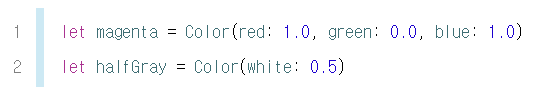 1 let magenta = Color(red: 1.0, green: 0.0, blue: 1.0)
2 let halfGray = Color(white: 0.5)